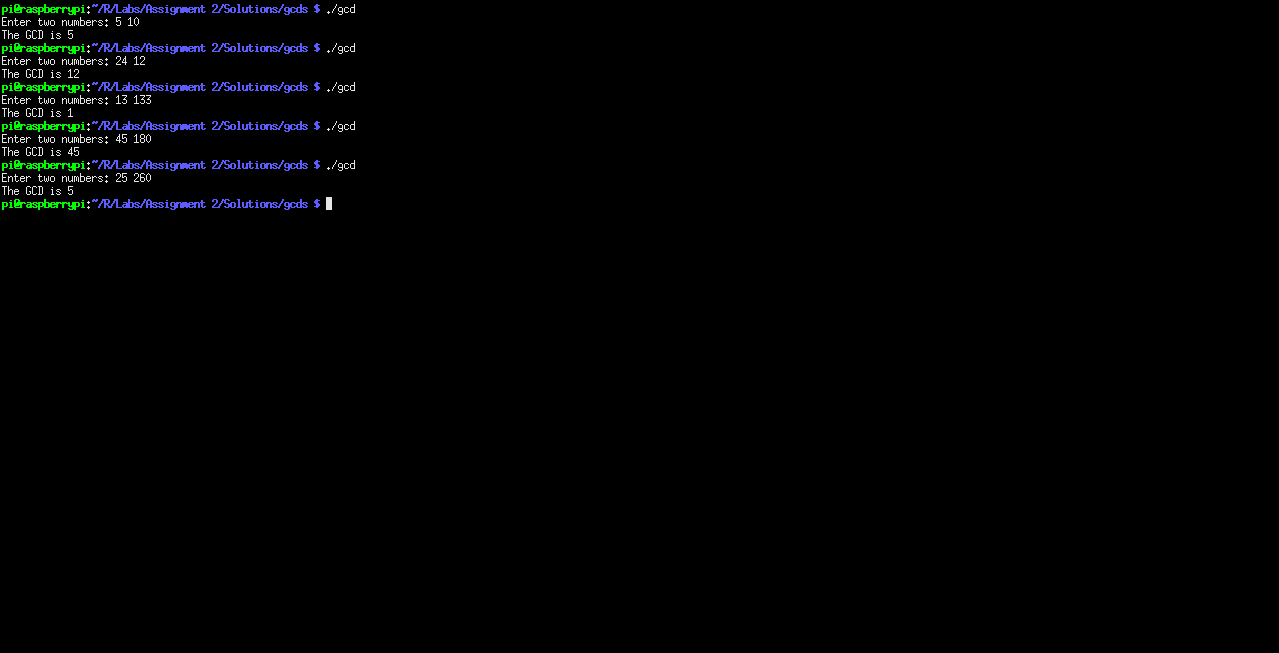 pi@raspberrypi:~/R/Labs/Assignment 2/Solutions/gcds $ ./gcd
Enter two numbers: 5 10
The GCD is 5
pi@raspberrypi:~/R/Labs/Assignment 2/Solutions/gcds $ ./gcd
Enter two numbers: 24 12
The GCD is 12
pi@raspberrypi:~/R/Labs/Assignment 2/Solutions/gcds $ ./gcd
Enter two numbers: 13 133
The GCD is 1
pi@raspberrypi:~/R/Labs/Assignment 2/Solutions/gcds $ ./gcd
Enter two numbers: 45 180
The GCD is 45
pi@raspberrypi:~/R/Labs/Assignment 2/Solutions/gcds $ ./gcd
Enter two numbers: 25 260
The GCD is 5
pi@raspberrypi:~/R/Labs/Assignment 2/Solutions/gcds $